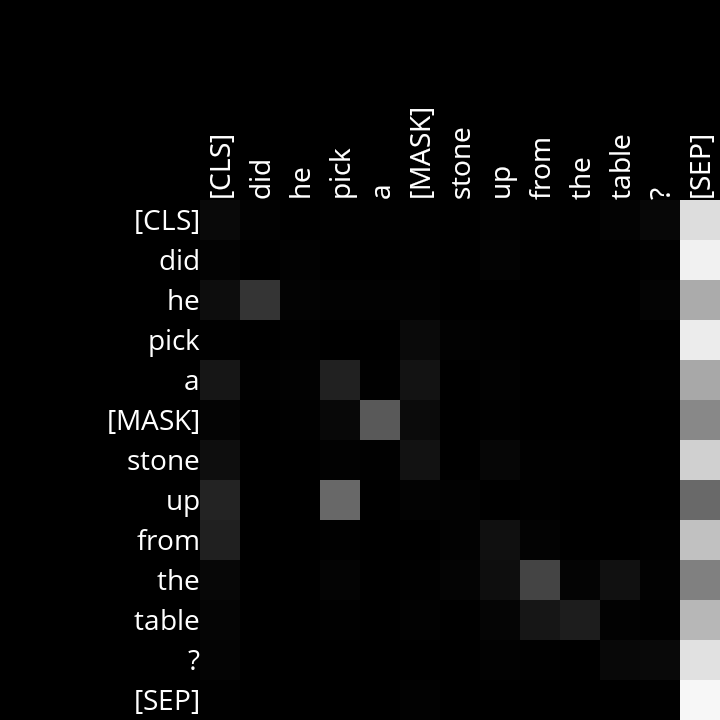 [CLS] did he pick a [MASK] stone up from the table ? [SEP]
[CLS]
did
he
pick
a
[MASK]
stone
up
from
the
table
?
[SEP]